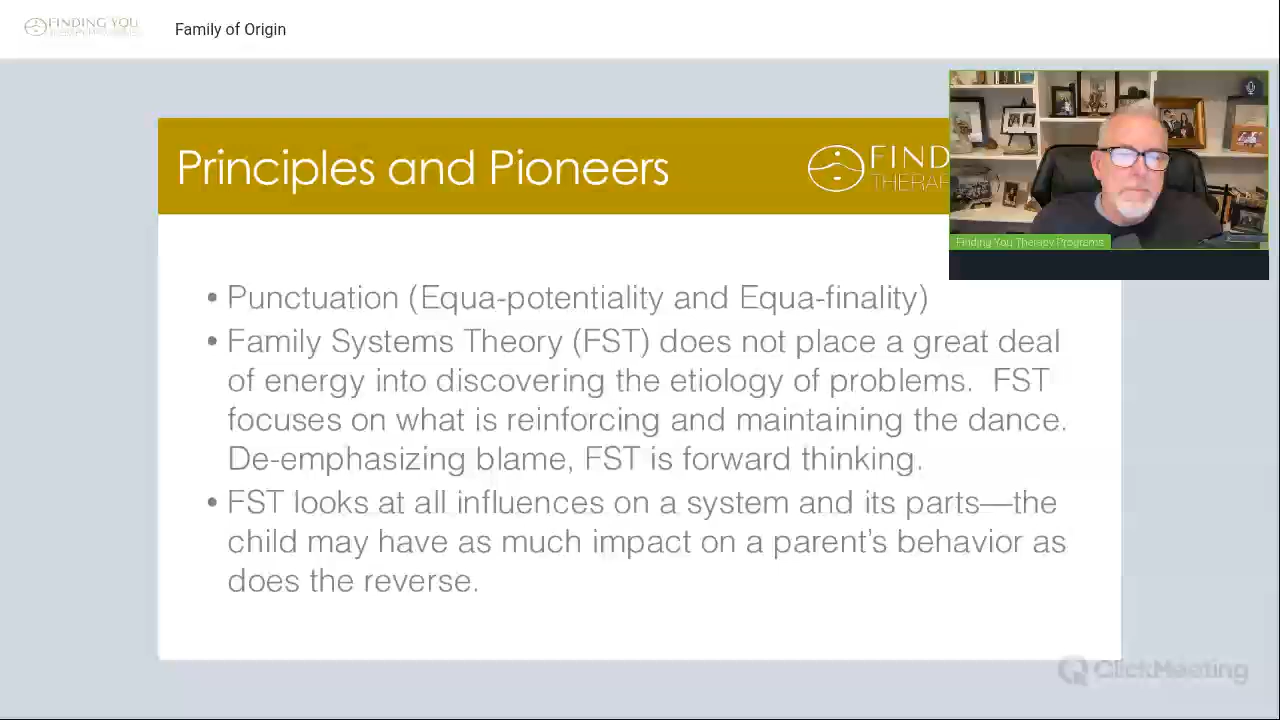 FINDING YOU
Family of Origin
Principles and Pioneers
FIND
THERAP
Finding You Therapy Programs
• Punctuation (Equa-potentiality and Equa-finality)
• Family Systems Theory (FST) does not place a great deal
of energy into discovering the etiology of problems.  FST
focuses on what is reinforcing and maintaining the dance.
De-emphasizing blame, FST is forward thinking.
• FST looks at all influences on a system and its parts—the
child may have as much impact on a parent’s behavior as
does the reverse.
ClickMeeting